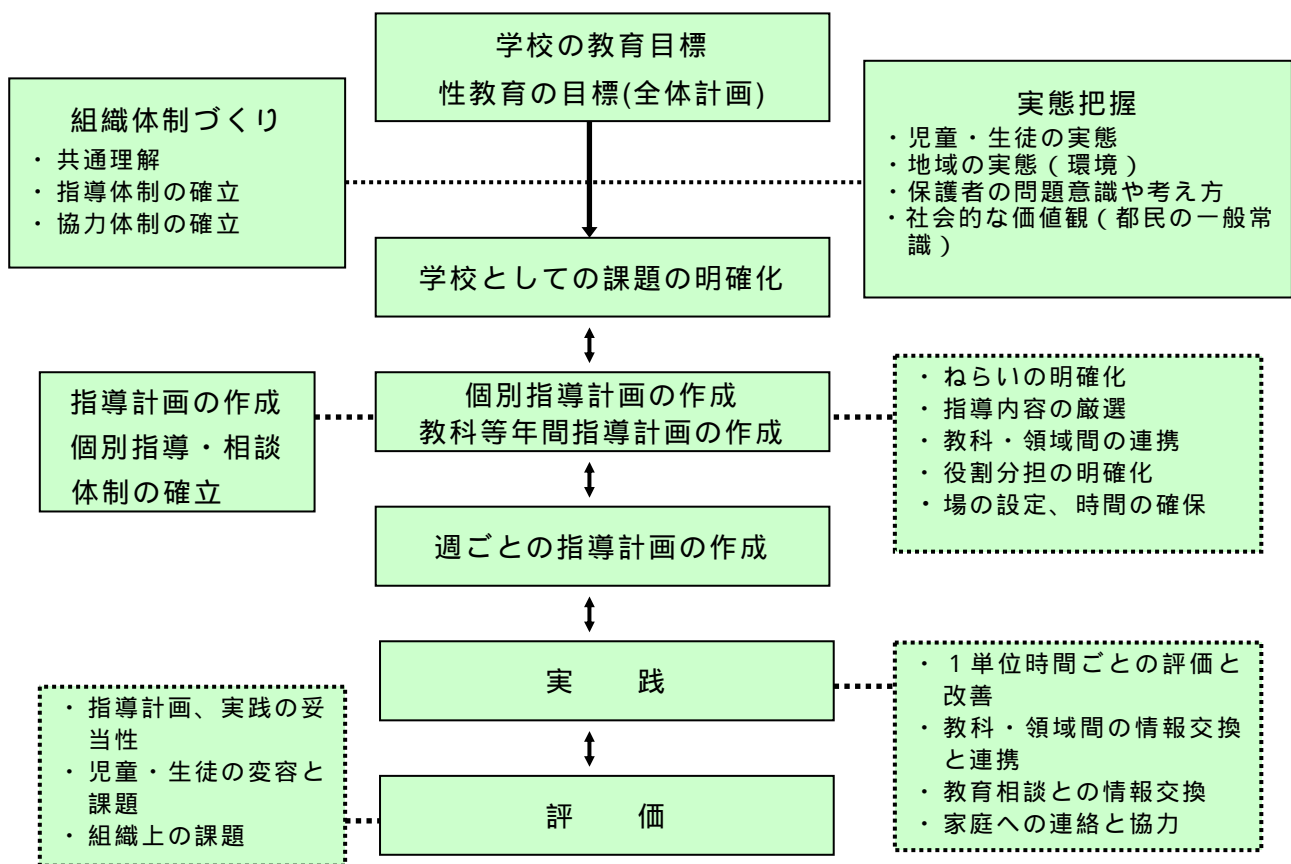 学校の教育目標
性教育の目標(全体計画)
組織体制づくり
・ 共通理解
・ 指導体制の確立
・ 協力体制の確立
実態把握
・ 児童・生徒の実態
・ 地域の実態（環境）
・ 保護者の問題意識や考え方
・ 社会的な価値観（都民の一般常
識）
学校としての課題の明確化
指導計画の作成
個別指導・相談
体制の確立
個別指導計画の作成
教科等年間指導計画の作成
・ ねらいの明確化
・ 指導内容の厳選
・ 教科・領域間の連携
・ 役割分担の明確化
・ 場の設定、時間の確保
週ごとの指導計画の作成
実　　践
・ １単位時間ごとの評価と
改善
・ 教科・領域間の情報交換
と連携
・ 教育相談との情報交換
・ 家庭への連絡と協力
・ 指導計画、実践の妥
当性
・ 児童・生徒の変容と
課題
・ 組織上の課題
評　　価